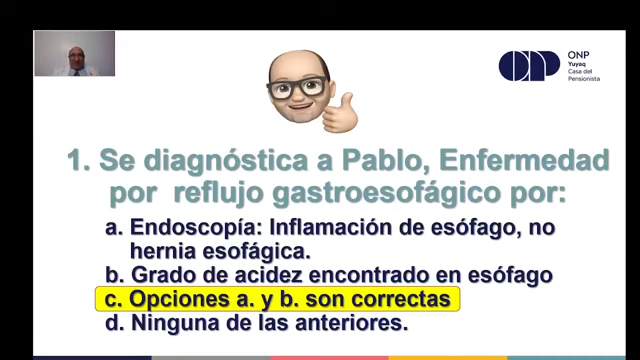 ONP
Yuyaq
Casa del
Pensionista
1. Se diagnóstica a Pablo, Enfermedad
por reflujo gastroesofágico por:
a. Endoscopía: Inflamación de esófago, no
hernia esofágica.
b. Grado de acidez encontrado en esófago
c. Opciones a. y b. son correctas
d. Ninguna de las anteriores.